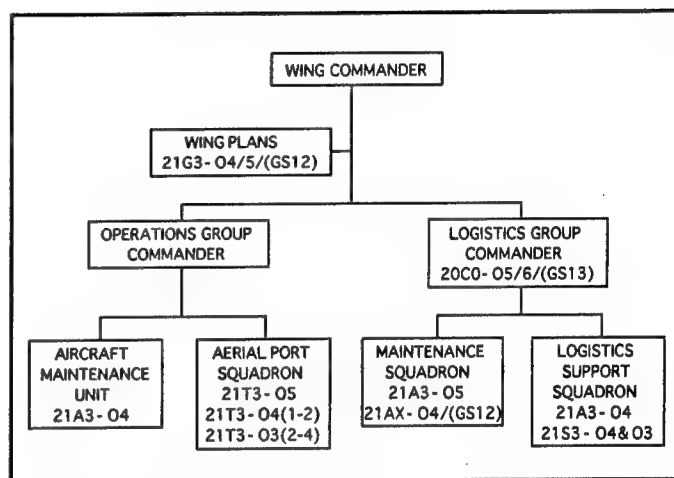 WING COMMANDER
WING PLANS
21G3- O4/5/(GS12)
OPERATIONS GROUP
COMMANDER
LOGISTICS GROUP
COMMANDER
20C0- O5/6/(GS13)
AIRCRAFT
MAINTENANCE
UNIT
21A3- O4
AERIAL PORT
SQUADRON
21T3- O5
21T3- O4(1-2)
21T3- O3(2-4)
MAINTENANCE
SQUADRON
21A3- O5
21AX- O4/(GS12)
LOGISTICS
SUPPORT
SQUADRON
21A3- O4
21S3- O4& O3